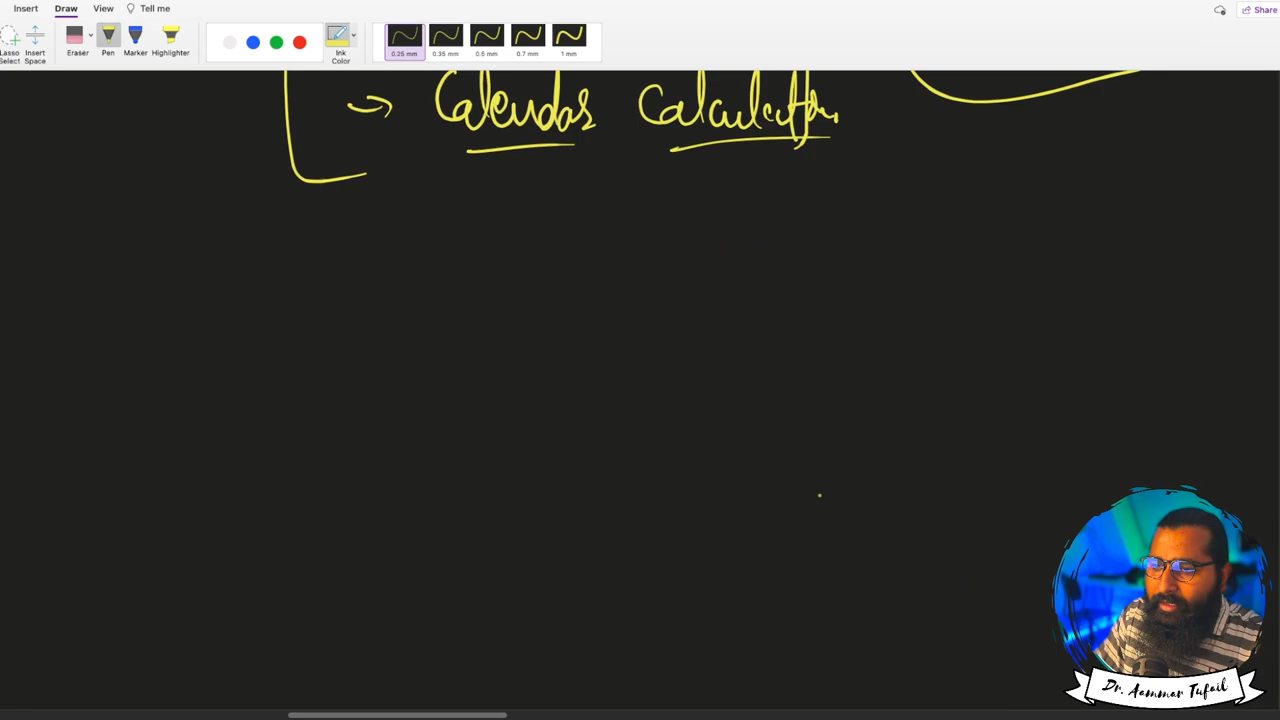 Insert Draw View Tell me Share
Lasso Select Insert Space Eraser Pen Marker Highlighter Ink Color 0.25 mm 0.35 mm 0.5 mm 0.7 mm 1 mm
→ Calendar Calculation
Dr. Aammar Tufail